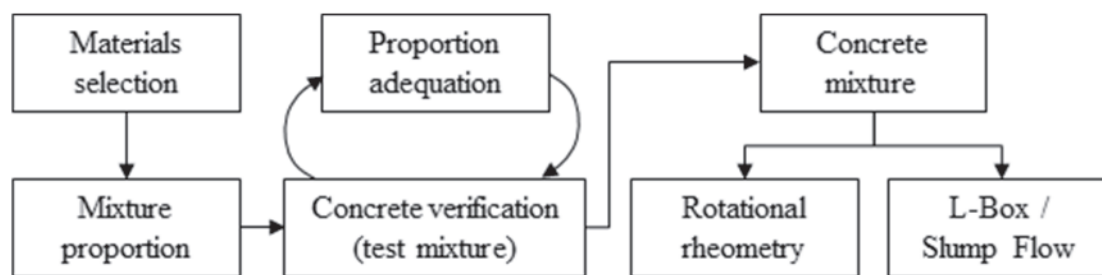 Materials
selection
Proportion
adequation
Concrete
mixture
Mixture
proportion
Concrete verification
(test mixture)
Rotational
rheometry
L-Box /
Slump Flow